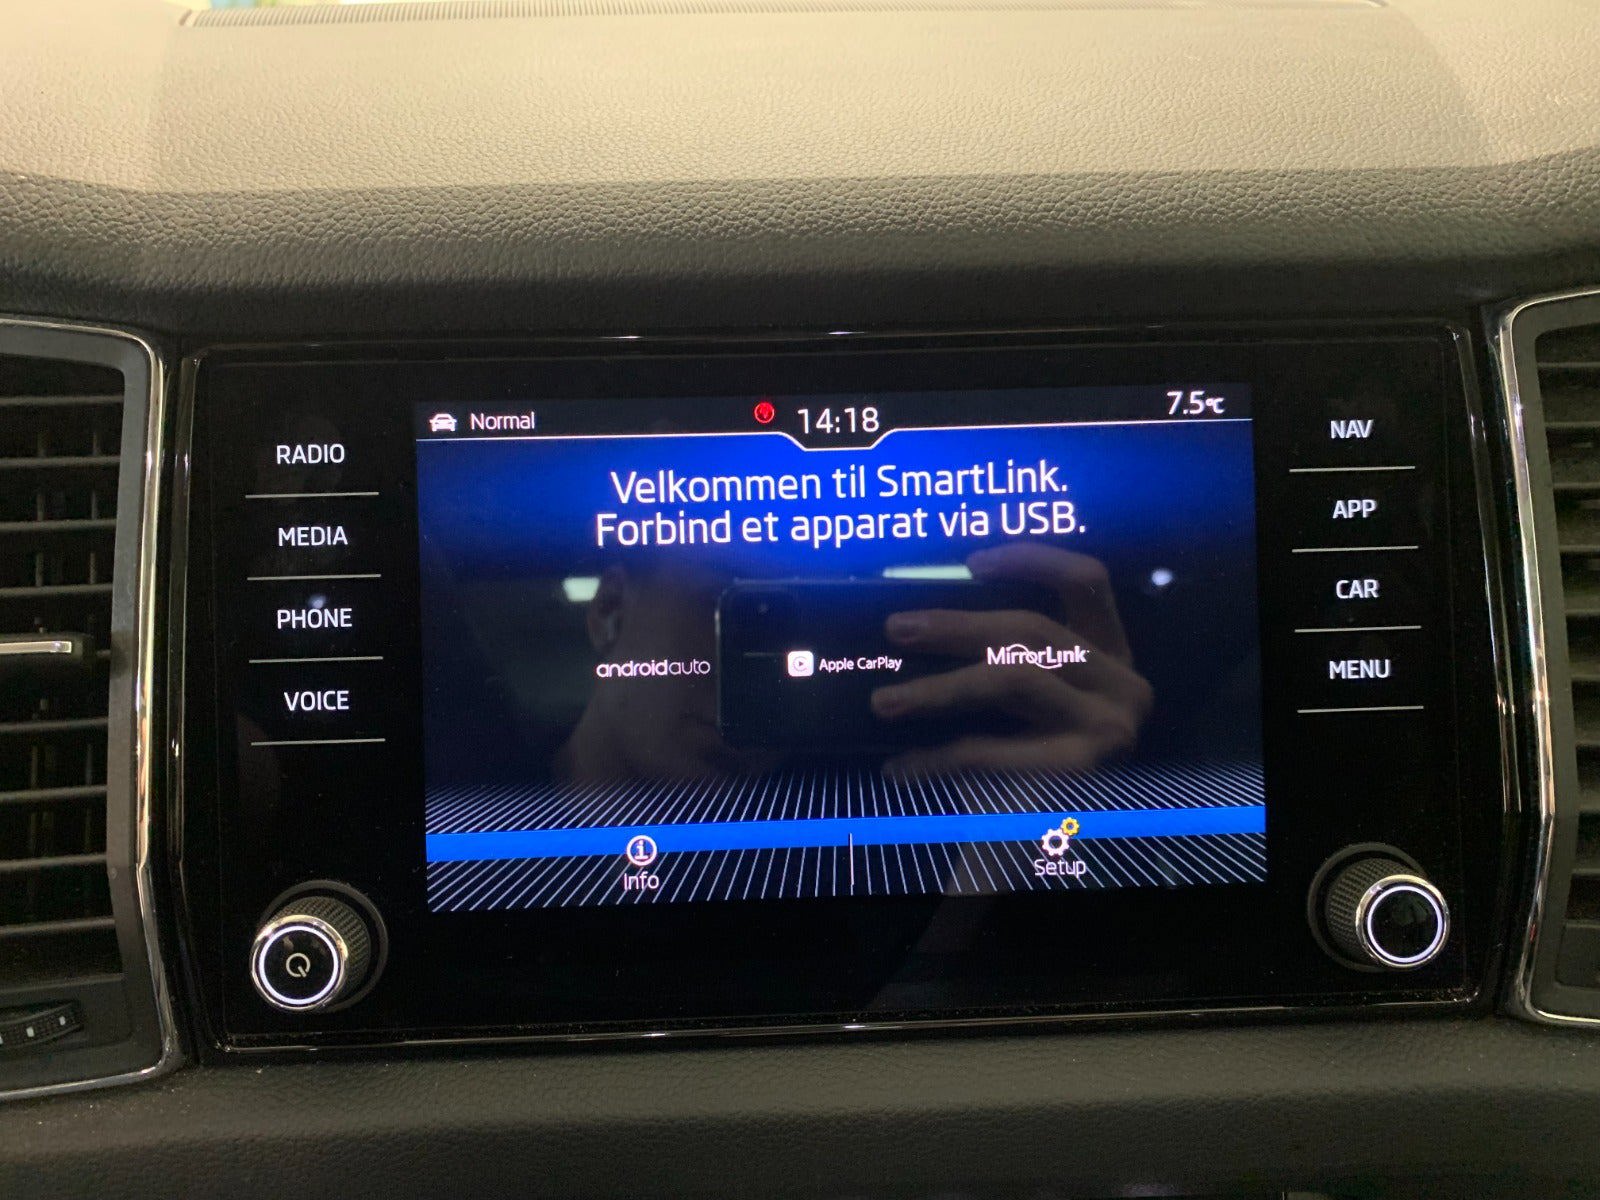 Normal
14:18
7.5°C
RADIO
MEDIA
PHONE
VOICE
Velkommen til SmartLink.
Forbind et apparat via USB.
androidauto
Apple CarPlay
MirrorLink
Info
Setup
NAV
APP
CAR
MENU